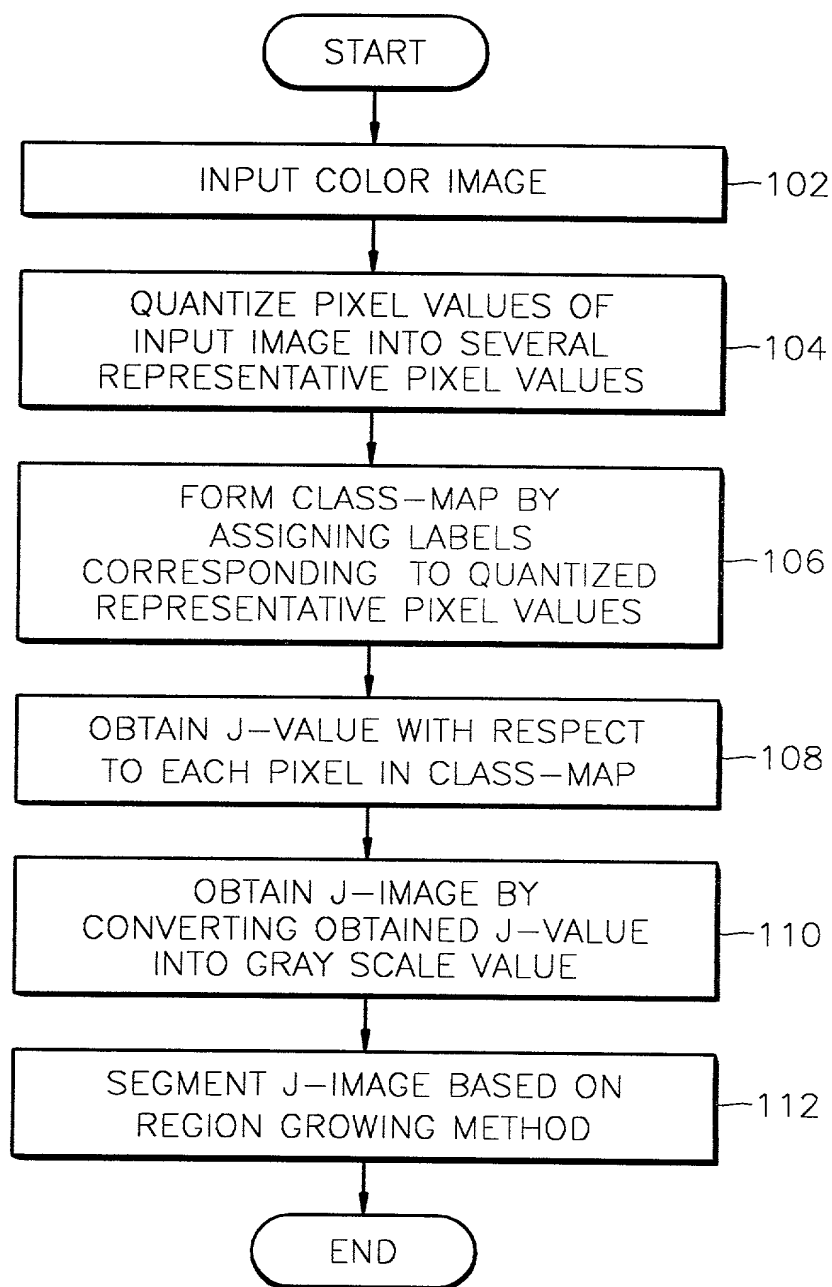 START
INPUT COLOR IMAGE
102
QUANTIZE PIXEL VALUES OF
INPUT IMAGE INTO SEVERAL
REPRESENTATIVE PIXEL VALUES
104
FORM CLASS-MAP BY
ASSIGNING LABELS
CORRESPONDING TO QUANTIZED
REPRESENTATIVE PIXEL VALUES
106
OBTAIN J-VALUE WITH RESPECT
TO EACH PIXEL IN CLASS-MAP
108
OBTAIN J-IMAGE BY
CONVERTING OBTAINED J-VALUE
INTO GRAY SCALE VALUE
110
SEGMENT J-IMAGE BASED ON
REGION GROWING METHOD
112
END